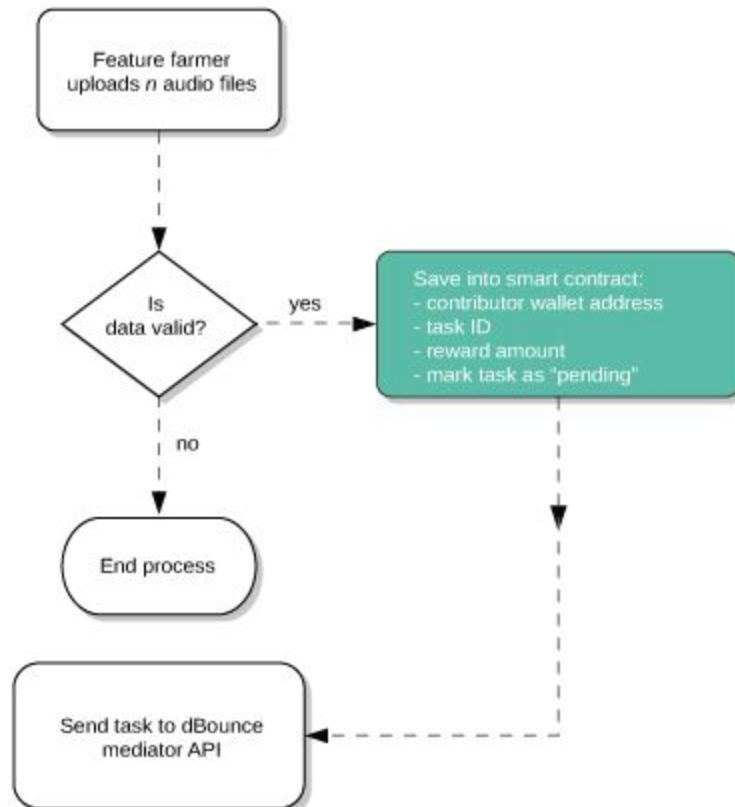 Feature farmer
uploads n audio files
Is
data valid?
yes
Save into smart contract:
- contributor wallet address
- task ID
- reward amount
- mark task as “pending”
no
End process
Send task to dBounce
mediator API